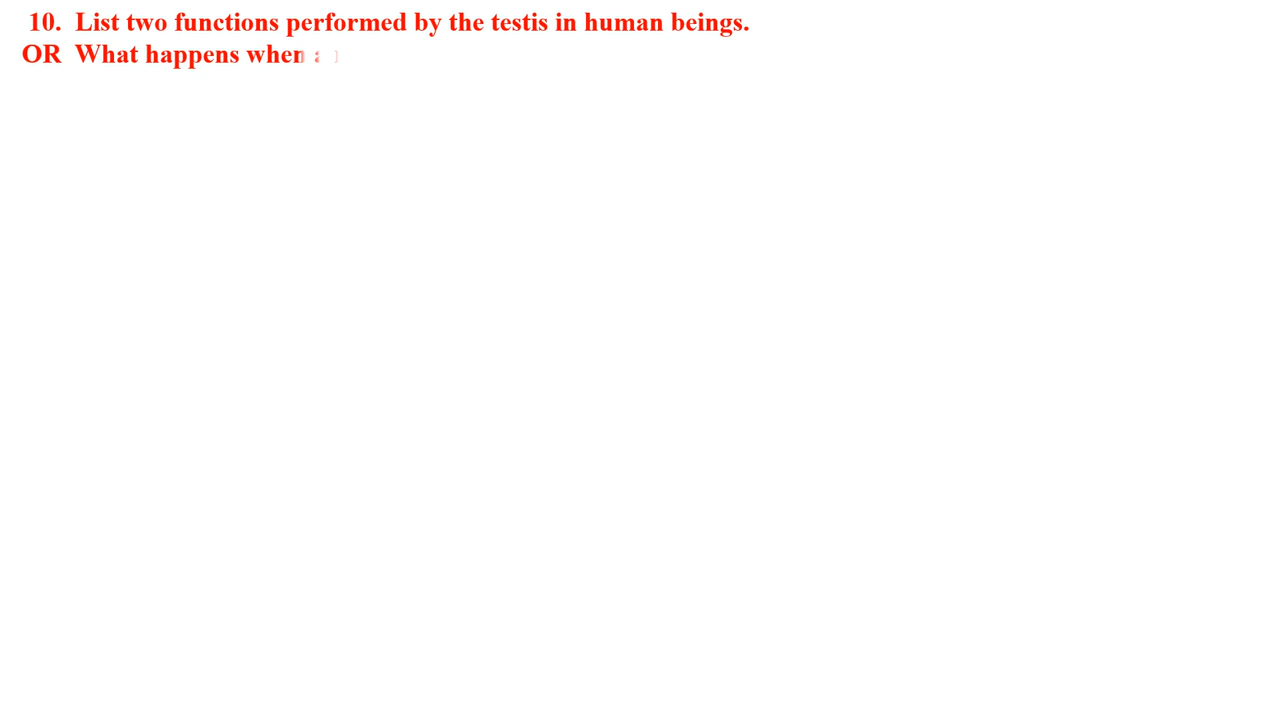 10. List two functions performed by the testis in human beings.
OR What happens when